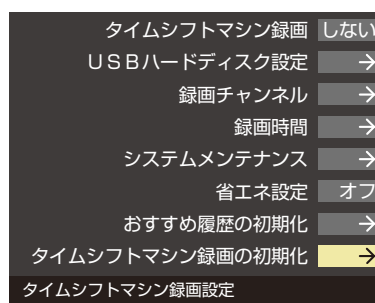 タイムシフトマシン録画 しない
ＵＳＢハードディスク設定 →
録画チャンネル →
録画時間 →
システムメンテナンス →
省エネ設定 オフ
おすすめ履歴の初期化 →
タイムシフトマシン録画の初期化 →
タイムシフトマシン録画設定